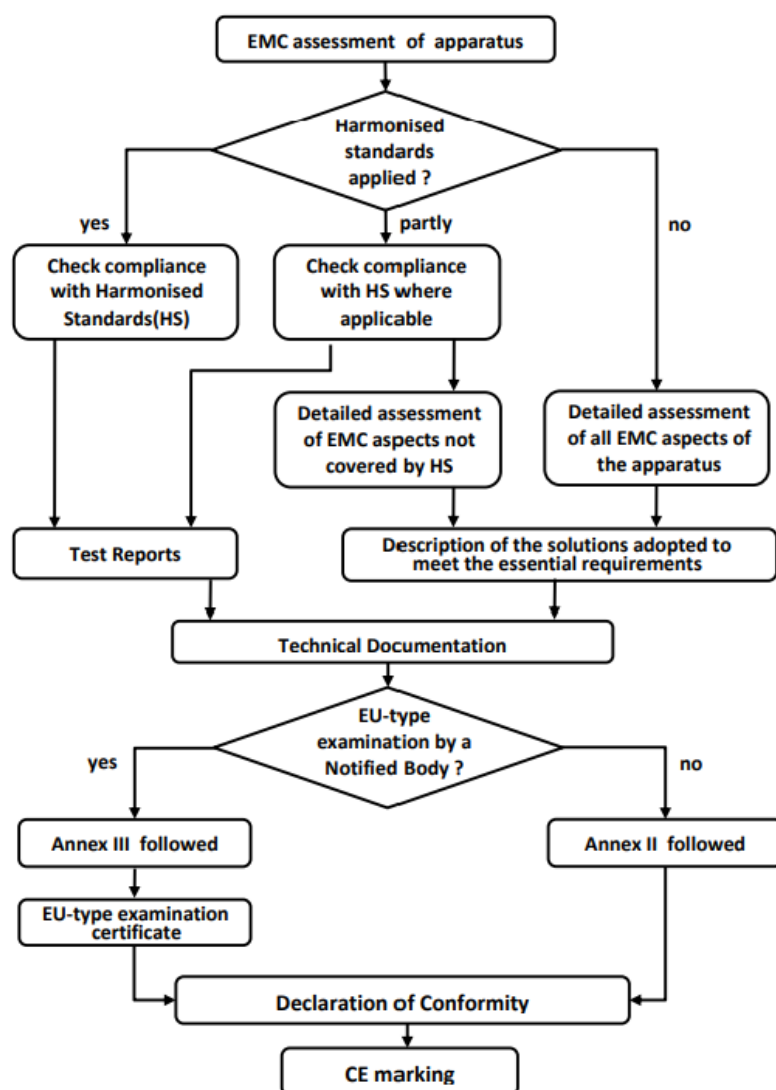 EMC assessment of apparatus
Harmonised
standards
applied ?
yes
partly
no
Check compliance
with Harmonised
Standards(HS)
Check compliance
with HS where
applicable
Detailed assessment
of EMC aspects not
covered by HS
Detailed assessment
of all EMC aspects of
the apparatus
Test Reports
Description of the solutions adopted to
meet the essential requirements
Technical Documentation
EU-type
examination by a
Notified Body ?
yes
no
Annex III followed
Annex II followed
EU-type examination
certificate
Declaration of Conformity
CE marking